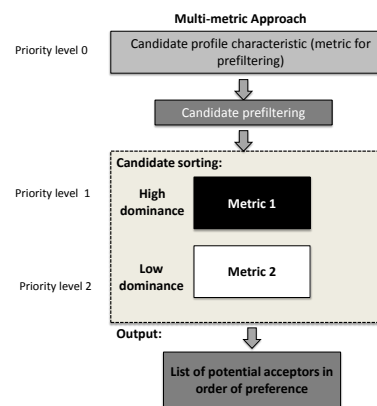 Multi-metric Approach
Priority level 0
Candidate profile characteristic (metric for
prefiltering)
Candidate prefiltering
Candidate sorting:
Priority level 1
High
dominance
Metric 1
Low
dominance
Metric 2
Priority level 2
Output:
List of potential acceptors in
order of preference